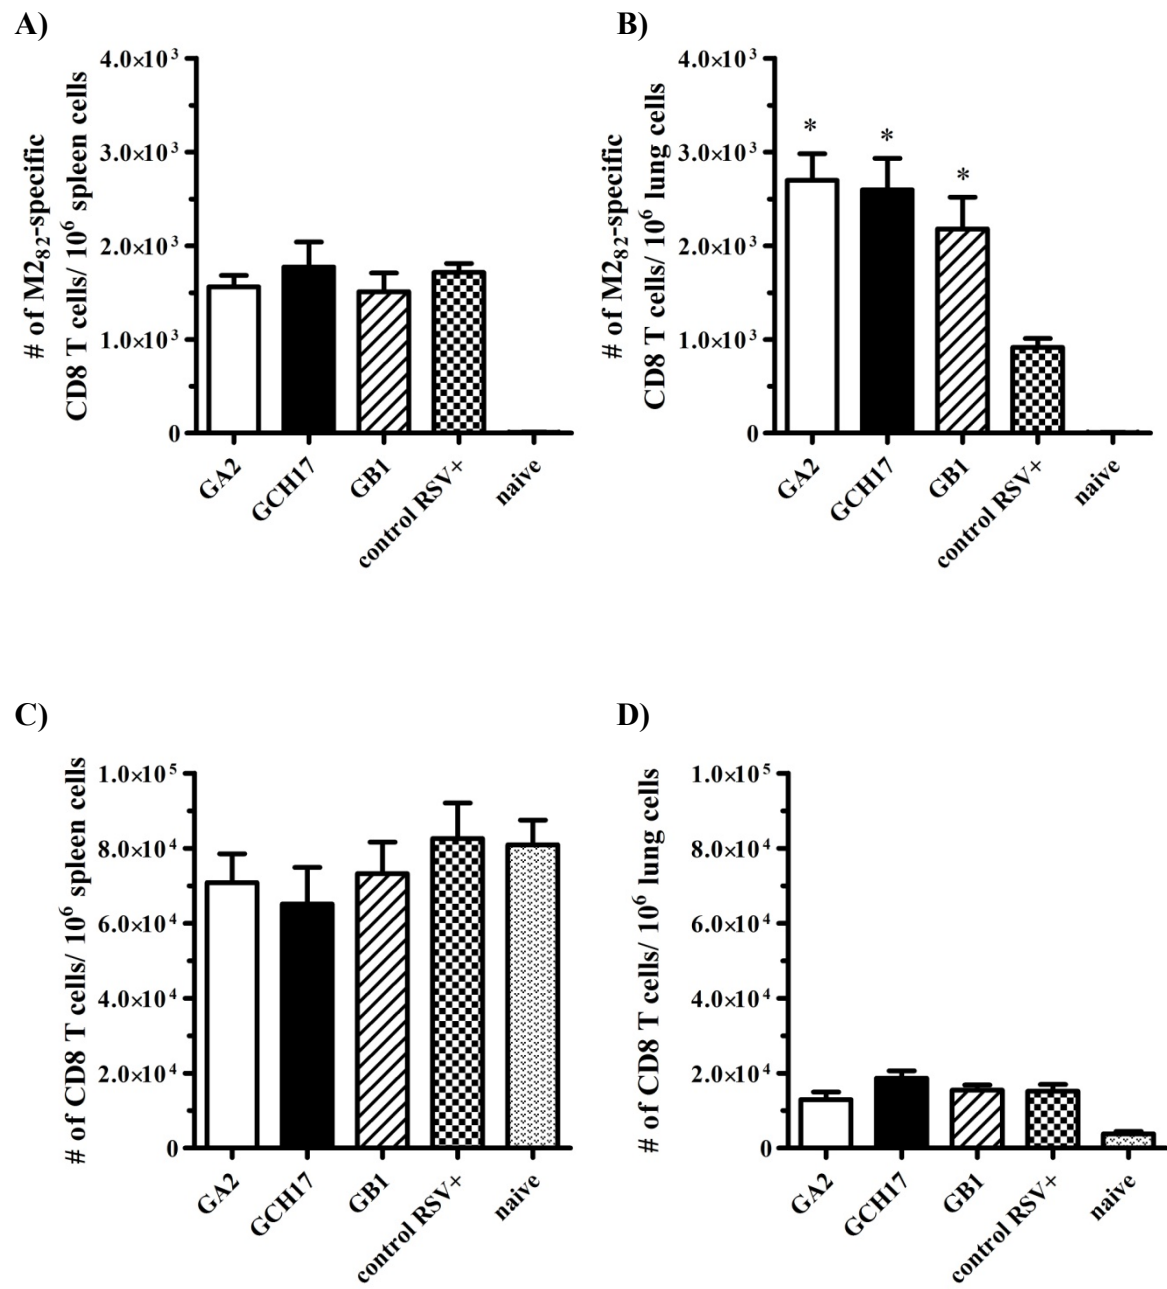 A)
# of M2₈₂-specific
CD8 T cells/ 10⁶ spleen cells
4.0×10³
3.0×10³
2.0×10³
1.0×10³
0
GA2
GCH17
GB1
control RSV+
naive
B)
# of M2₈₂-specific
CD8 T cells/ 10⁶ lung cells
4.0×10³
3.0×10³
2.0×10³
1.0×10³
0
*
*
*
GA2
GCH17
GB1
control RSV+
naive
C)
# of CD8 T cells/ 10⁶ spleen cells
1.0×10⁵
8.0×10⁴
6.0×10⁴
4.0×10⁴
2.0×10⁴
0
GA2
GCH17
GB1
control RSV+
naive
D)
# of CD8 T cells/ 10⁶ lung cells
1.0×10⁵
8.0×10⁴
6.0×10⁴
4.0×10⁴
2.0×10⁴
0
GA2
GCH17
GB1
control RSV+
naive